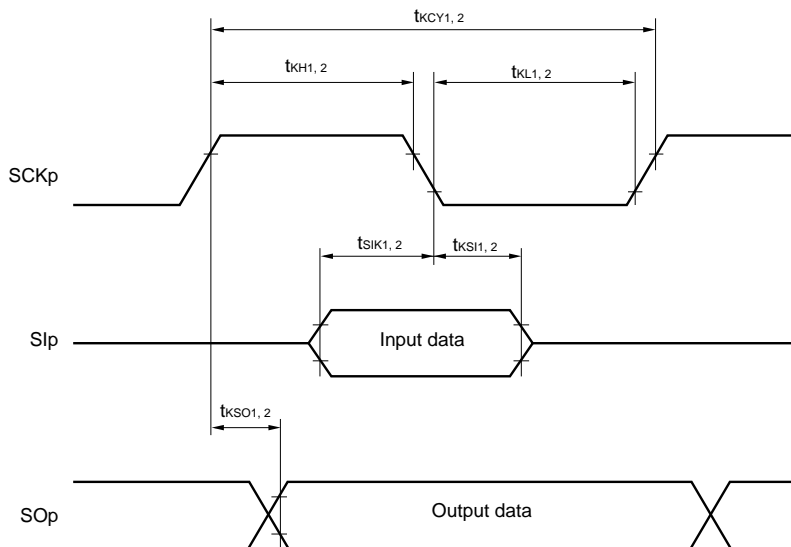 tKCY1, 2
tKH1, 2
tKL1, 2
SCKp
tSIK1, 2
tKSI1, 2
SIp
Input data
tKSO1, 2
SOp
Output data